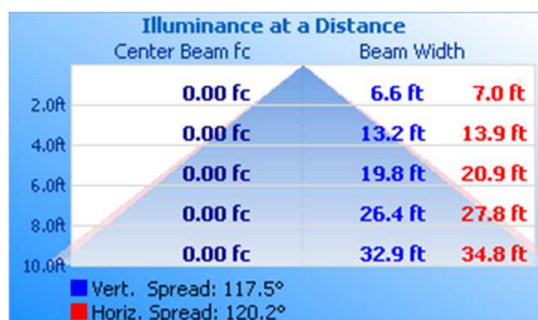 Illuminance at a Distance
Center Beam fc Beam Width
2.0ft 0.00 fc 6.6 ft 7.0 ft
4.0ft 0.00 fc 13.2 ft 13.9 ft
6.0ft 0.00 fc 19.8 ft 20.9 ft
8.0ft 0.00 fc 26.4 ft 27.8 ft
10.0ft 0.00 fc 32.9 ft 34.8 ft
Vert. Spread: 117.5°
Horiz. Spread: 120.2°